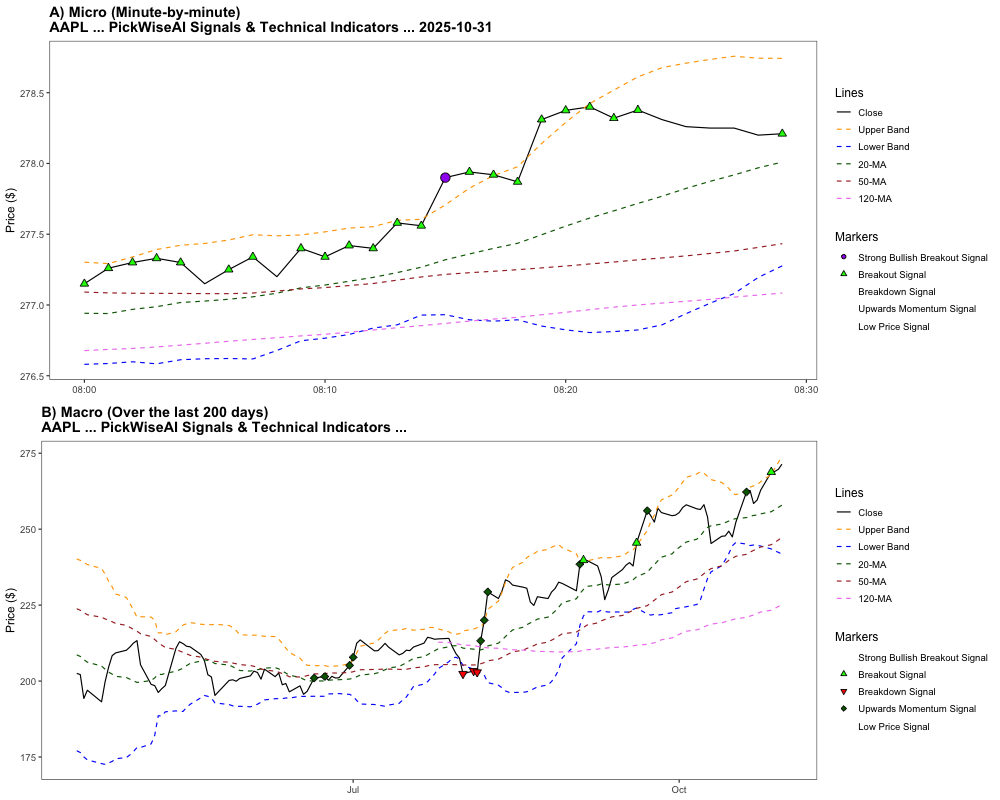 A) Micro (Minute-by-minute)
AAPL ... PickWiseAI Signals & Technical Indicators ... 2025-10-31
Price ($)
278.5
278.0
277.5
277.0
276.5
08:00
08:10
08:20
08:30
Lines
Close
Upper Band
Lower Band
20-MA
50-MA
120-MA
Markers
Strong Bullish Breakout Signal
Breakout Signal
Breakdown Signal
Upwards Momentum Signal
Low Price Signal
B) Macro (Over the last 200 days)
AAPL ... PickWiseAI Signals & Technical Indicators ...
Price ($)
275
250
225
200
175
Jul
Oct
Lines
Close
Upper Band
Lower Band
20-MA
50-MA
120-MA
Markers
Strong Bullish Breakout Signal
Breakout Signal
Breakdown Signal
Upwards Momentum Signal
Low Price Signal